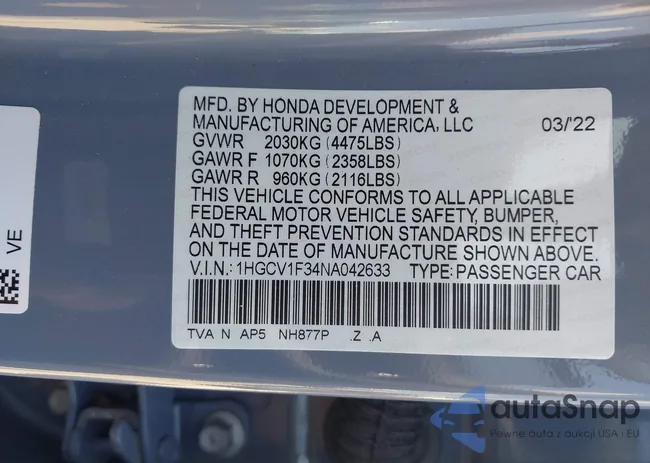 MFD. BY HONDA DEVELOPMENT &
MANUFACTURING OF AMERICA, LLC 03/'22
GVWR 2030KG (4475LBS)
GAWR F 1070KG (2358LBS)
GAWR R 960KG (2116LBS)
THIS VEHICLE CONFORMS TO ALL APPLICABLE
FEDERAL MOTOR VEHICLE SAFETY, BUMPER,
AND THEFT PREVENTION STANDARDS IN EFFECT
ON THE DATE OF MANUFACTURE SHOWN ABOVE.
V.I.N.: 1HGCV1F34NA042633 TYPE: PASSENGER CAR
TVA N AP5 NH877P .Z .A
VE
autaSnap
Pewne auta z aukcji USA i EU